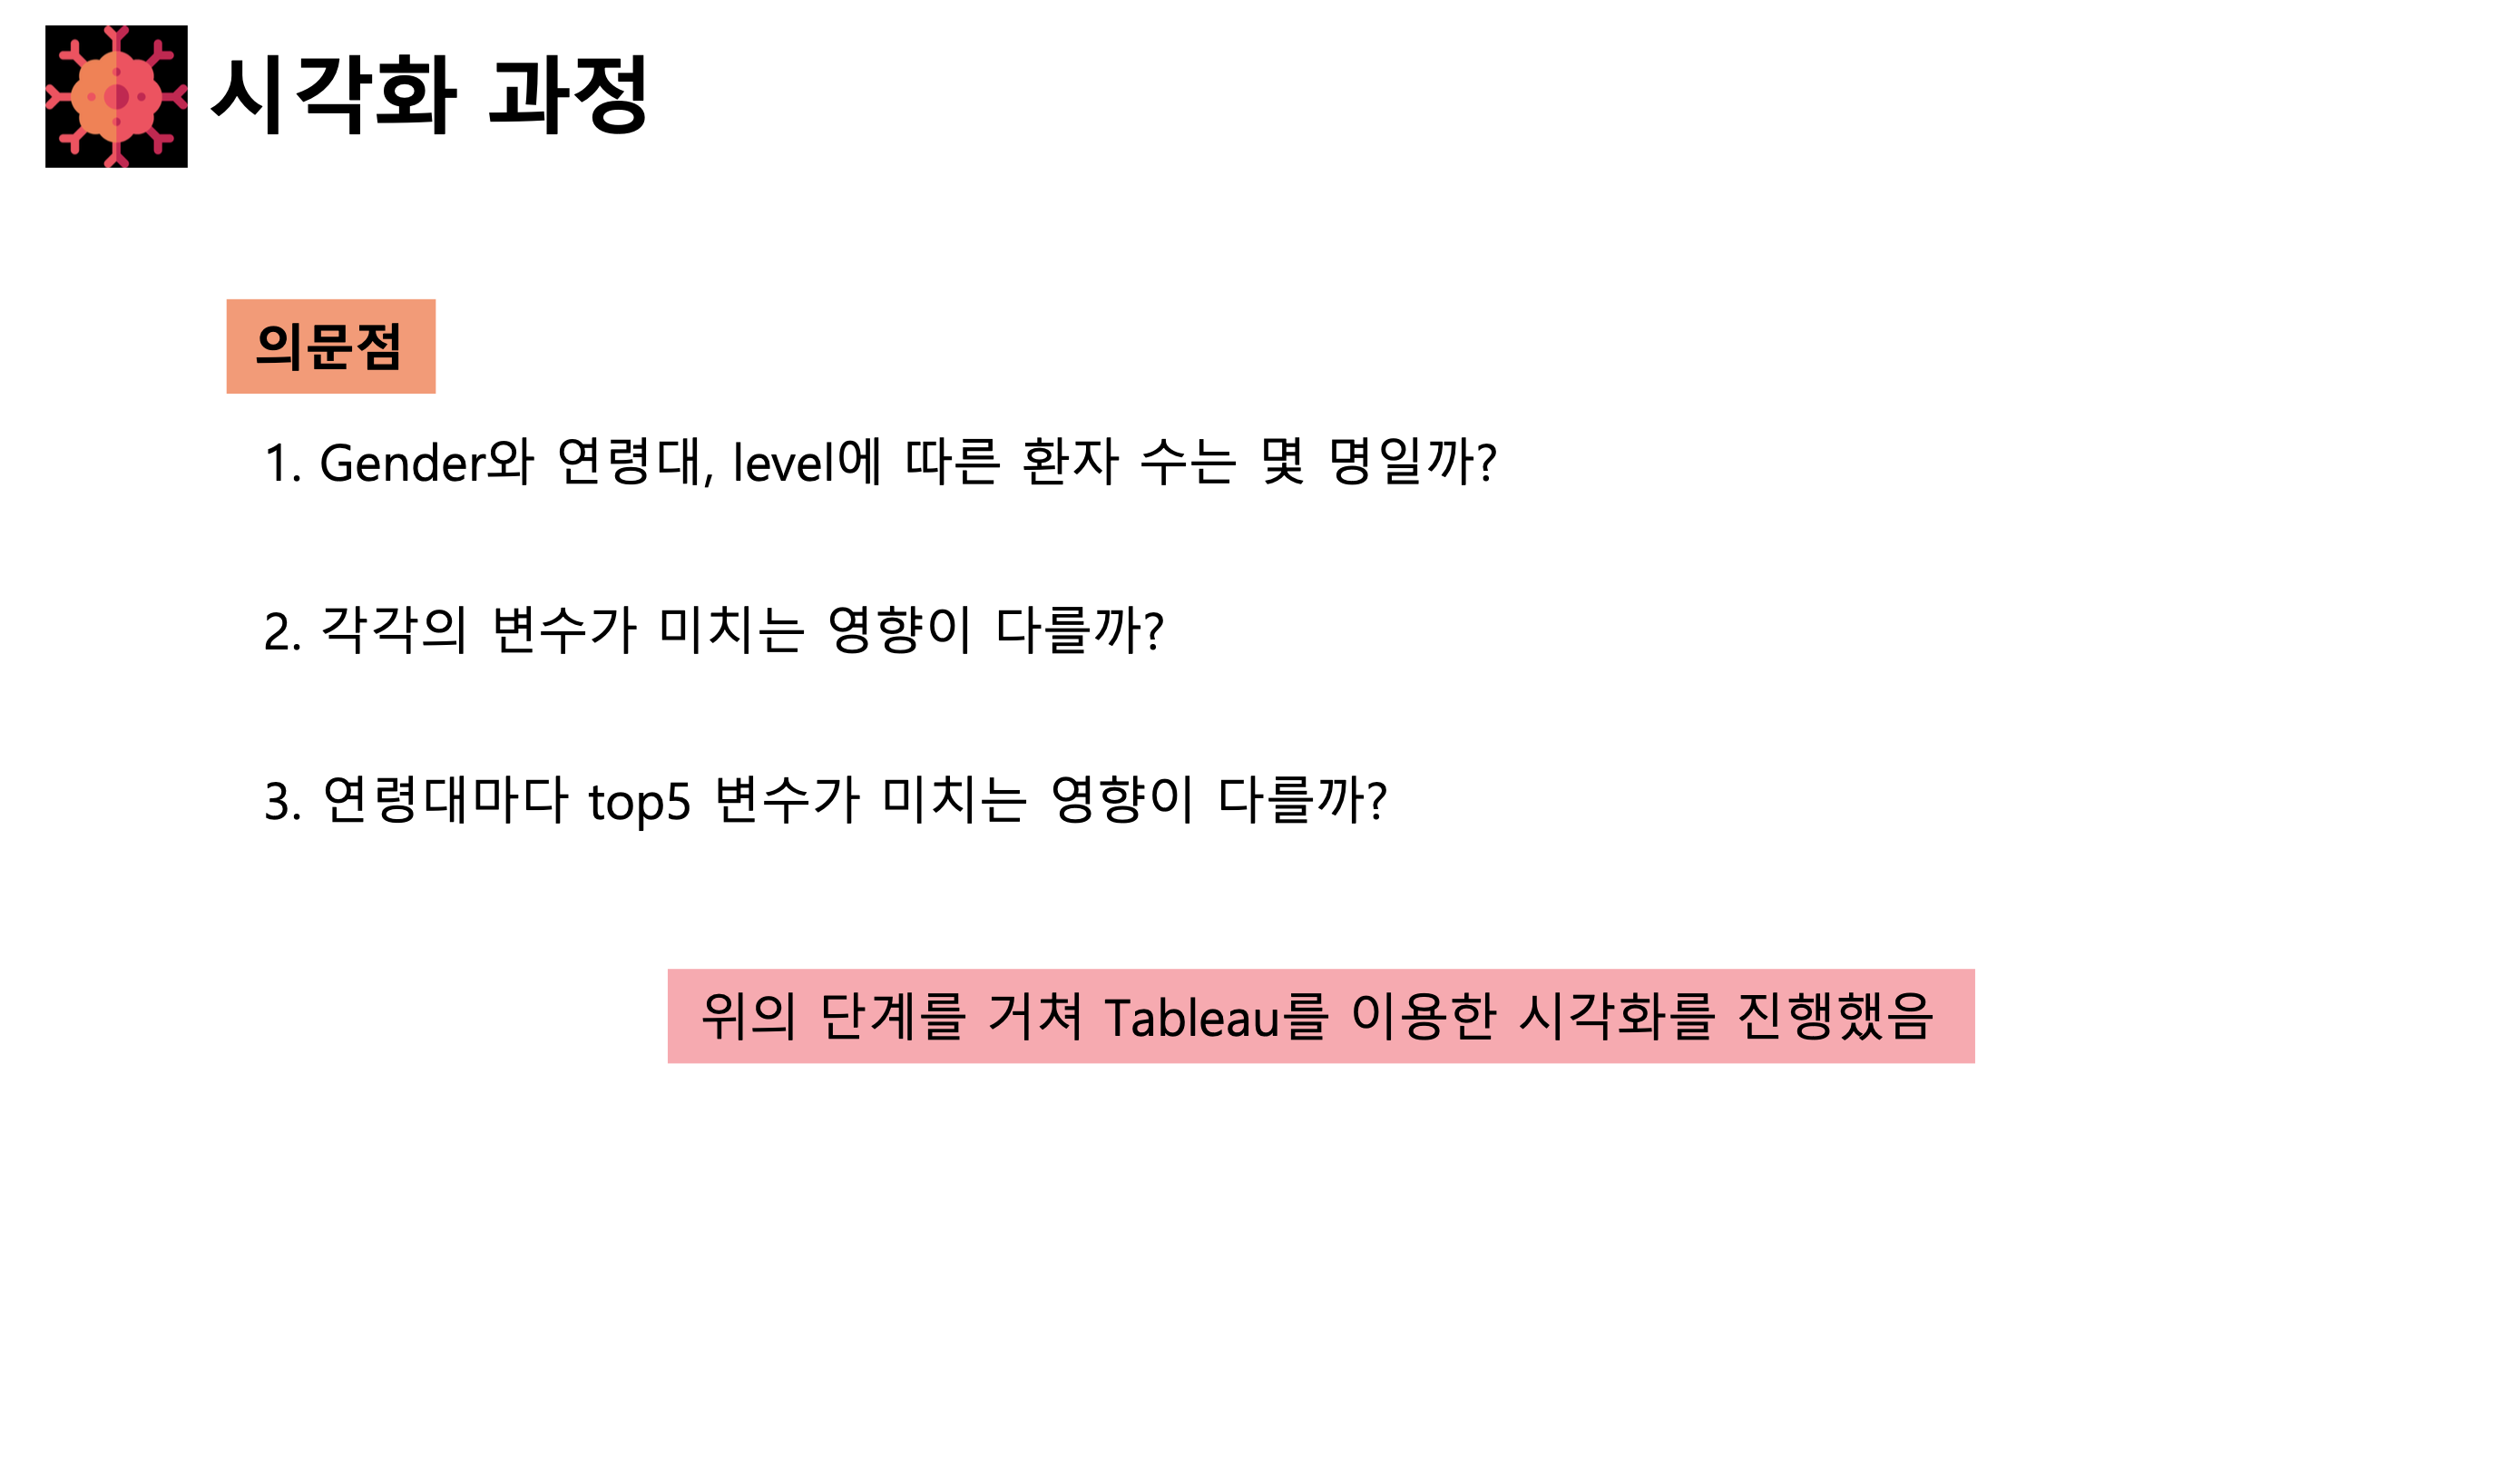 시각화 과정
의문점
1. Gender와 연령대, level에 따른 환자 수는 몇 명일까?
2. 각각의 변수가 미치는 영향이 다를까?
3. 연령대마다 top5 변수가 미치는 영향이 다를까?
위의 단계를 거쳐 Tableau를 이용한 시각화를 진행했음